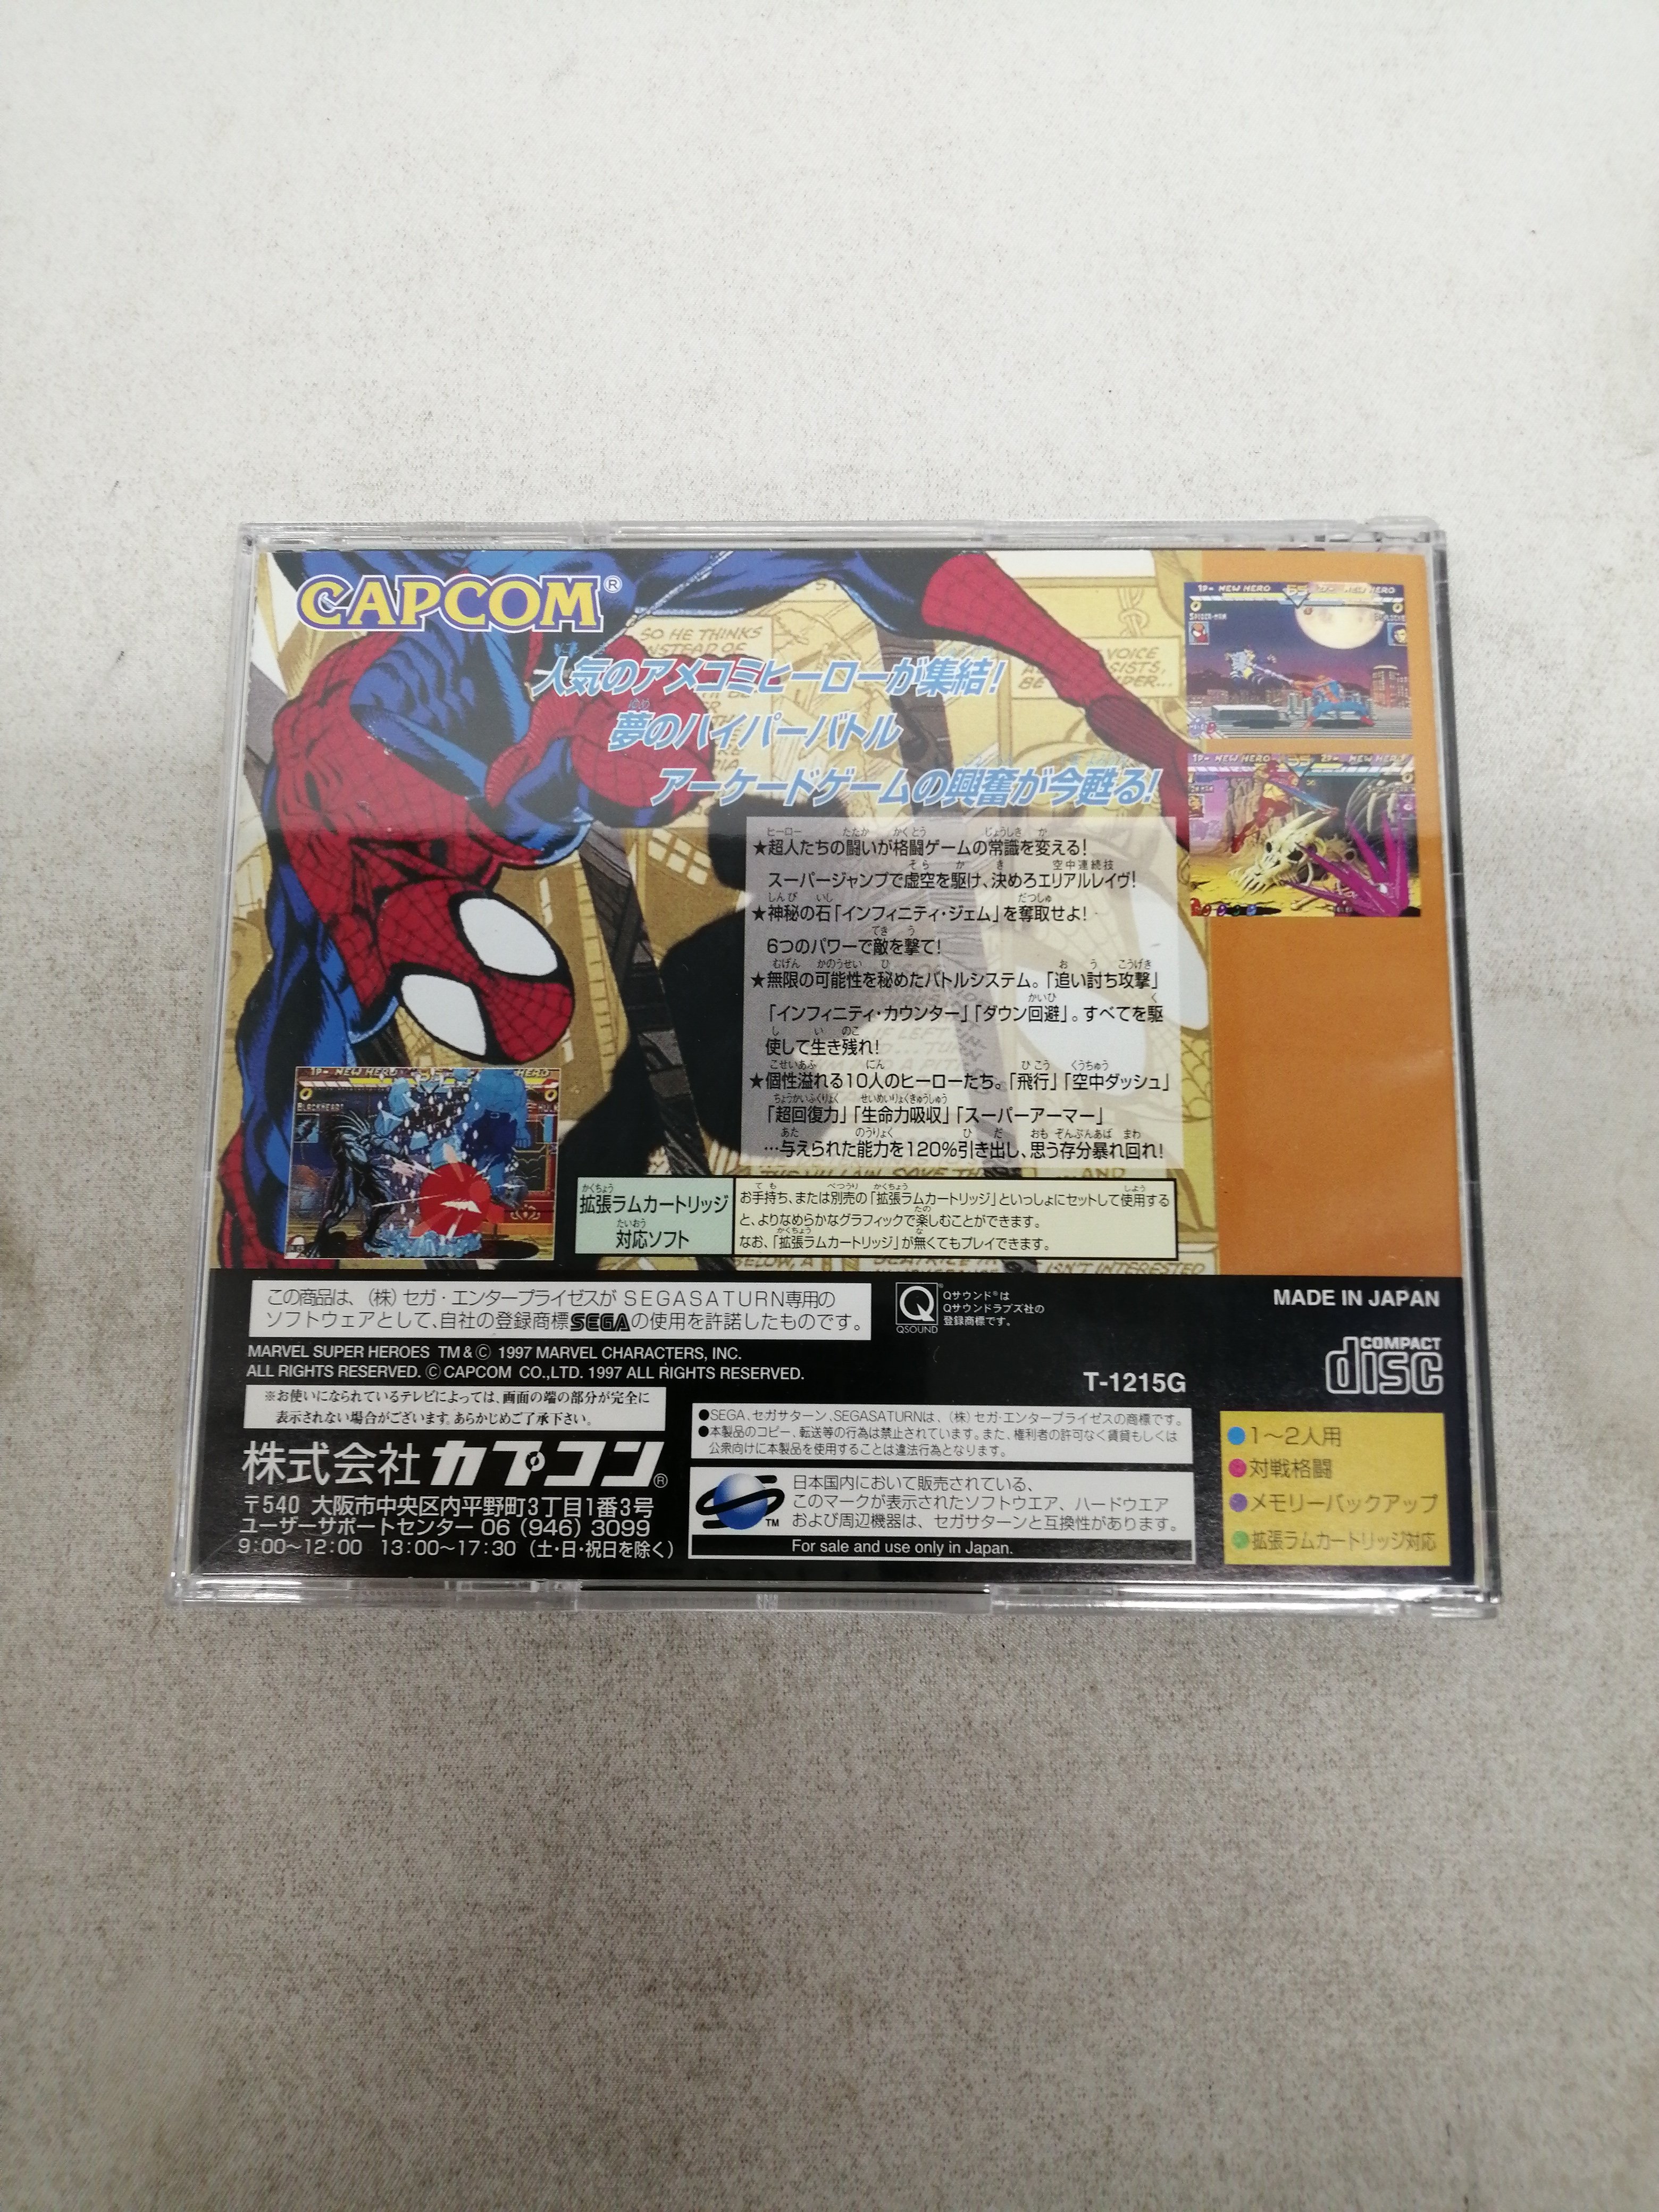 CAPCOM®
人気のアメコミヒーローが集結!
夢のハイパーバトル
アーケードゲームの興奮が今甦る!
★超人たちの闘いが格闘ゲームの常識を変える!
スーパージャンプで虚空を駆け、決めろエリアルレイヴ!
★神秘の石「インフィニティ・ジェム」を奪取せよ!
6つのパワーで敵を撃て!
★無限の可能性を秘めたバトルシステム。「追い討ち攻撃」
「インフィニティ・カウンター」「ダウン回避」。すべてを駆
使して生き残れ!
★個性溢れる10人のヒーローたち。「飛行」「空中ダッシュ」
「超回復力」「生命力吸収」「スーパーアーマー」
…与えられた能力を120%引き出し、思う存分暴れ回れ!
拡張ラムカートリッジ
対応ソフト
お手持ち、または別売の「拡張ラムカートリッジ」といっしょにセットして使用する
と、よりなめらかなグラフィックで楽しむことができます。
なお、「拡張ラムカートリッジ」が無くてもプレイできます。
この商品は、(株)セガ・エンタープライゼスが SEGASATURN専用の
ソフトウェアとして、自社の登録商標SEGAの使用を許諾したものです。
QSOUND
Qサウンド®は
Qサウンドラブズ社の
登録商標です。
MADE IN JAPAN
MARVEL SUPER HEROES TM & © 1997 MARVEL CHARACTERS, INC.
ALL RIGHTS RESERVED. © CAPCOM CO.,LTD. 1997 ALL RIGHTS RESERVED.
T-1215G
COMPACT
disc
※お使いになられているテレビによっては、画面の端の部分が完全に
表示されない場合がございます。あらかじめご了承下さい。
株式会社カプコン®
〒540 大阪市中央区内平野町3丁目1番3号
ユーザーサポートセンター 06(946)3099
9:00〜12:00 13:00〜17:30(土・日・祝日を除く)
●SEGA、セガサターン、SEGASATURNは、(株)セガ・エンタープライゼスの商標です。
●本製品のコピー、転送等の行為は禁止されています。また、権利者の許可なく賃貸もしくは
公衆向けに本製品を使用することは違法行為となります。
日本国内において販売されている、
このマークが表示されたソフトウエア、ハードウエア
および周辺機器は、セガサターンと互換性があります。
TM
For sale and use only in Japan.
●1〜2人用
●対戦格闘
●メモリーバックアップ
●拡張ラムカートリッジ対応